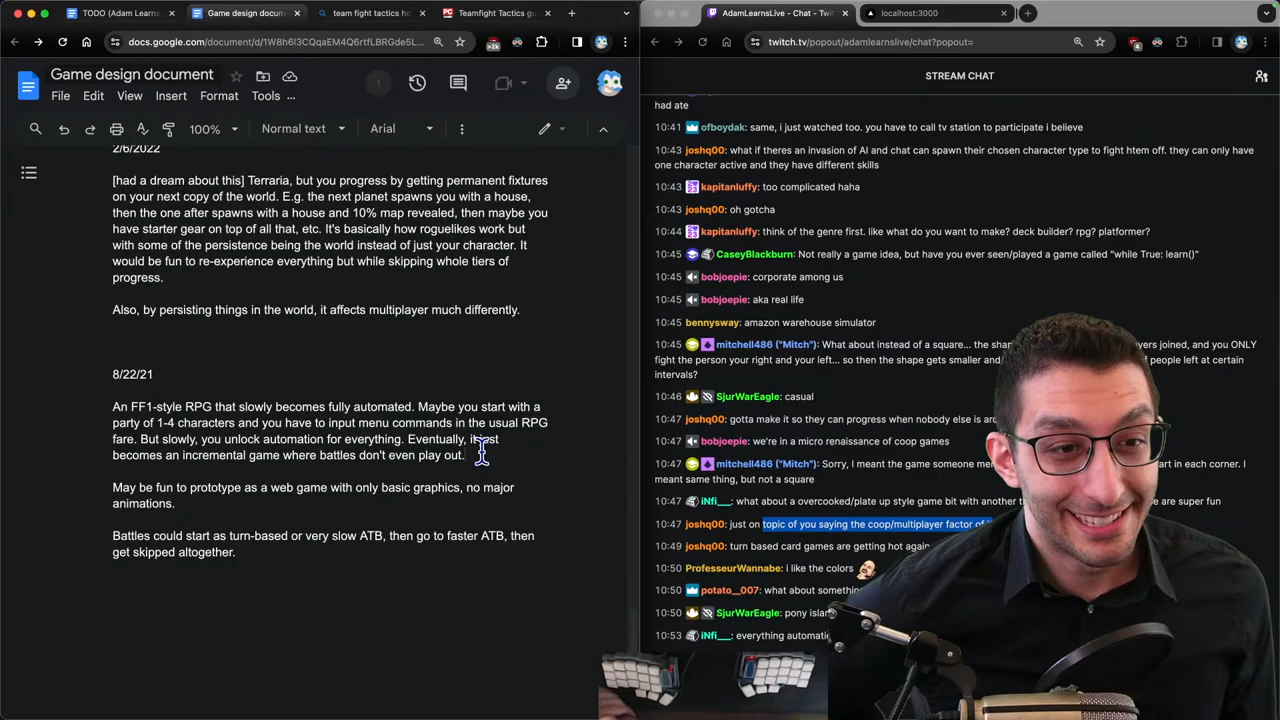 TODO (Adam Learns
Game design docum
team fight tactics ho
Teamfight Tactics gu
AdamLearnsLive - Chat - Twi
localhost:3000
docs.google.com/document/d/1W8h6I3CQqaEM4Q6rtfLBRGde5L...
twitch.tv/popout/adamlearnslive/chat?popout=
Game design document
File Edit View Insert Format Tools ...
100% Normal text Arial
2/6/2022
[had a dream about this] Terraria, but you progress by getting permanent fixtures
on your next copy of the world. E.g. the next planet spawns you with a house,
then the one after spawns with a house and 10% map revealed, then maybe you
have starter gear on top of all that, etc. It's basically how roguelikes work but
with some of the persistence being the world instead of just your character. It
would be fun to re-experience everything but while skipping whole tiers of
progress.
Also, by persisting things in the world, it affects multiplayer much differently.
8/22/21
An FF1-style RPG that slowly becomes fully automated. Maybe you start with a
party of 1-4 characters and you have to input menu commands in the usual RPG
fare. But slowly, you unlock automation for everything. Eventually, it just
becomes an incremental game where battles don't even play out.
May be fun to prototype as a web game with only basic graphics, no major
animations.
Battles could start as turn-based or very slow ATB, then go to faster ATB, then
get skipped altogether.
STREAM CHAT
had ate
10:41 ofboydak: same, i just watched too. you have to call tv station to participate i believe
10:43 joshq00: what if theres an invasion of AI and chat can spawn their chosen character type to fight htem off. they can only
have one character active and they have different skills
10:43 kapitanluffy: too complicated haha
10:43 joshq00: oh gotcha
10:44 kapitanluffy: think of the genre first. like what do you want to make? deck builder? rpg? platformer?
10:45 CaseyBlackburn: Not really a game idea, but have you ever seen/played a game called "while True: learn()"
10:45 bobjoepie: corporate among us
10:45 bobjoepie: aka real life
bennysway: amazon warehouse simulator
10:45 mitchell486 ("Mitch"): What about instead of a square... the sha yers joined, and you ONLY
fight the person your right and your left... so then the shape gets smaller and of people left at certain
intervals?
10:46 SjurWarEagle: casual
10:47 joshq00: gotta make it so they can progress when nobody else is aro
10:47 bobjoepie: we're in a micro renaissance of coop games
10:47 mitchell486 ("Mitch"): Sorry, I meant the game someone me n each corner. I
meant same thing, but not a square
10:47 iNfi___: what about a overcooked/plate up style game bit with another t e are super fun
10:47 joshq00: just on topic of you saying the coop/multiplayer factor of li
10:49 joshq00: turn based card games are getting hot again
10:50 ProfesseurWannabe: i like the colors
10:50 potato__007: what about somethin
10:50 SjurWarEagle: pony islan
10:53 iNfi___: everything automati